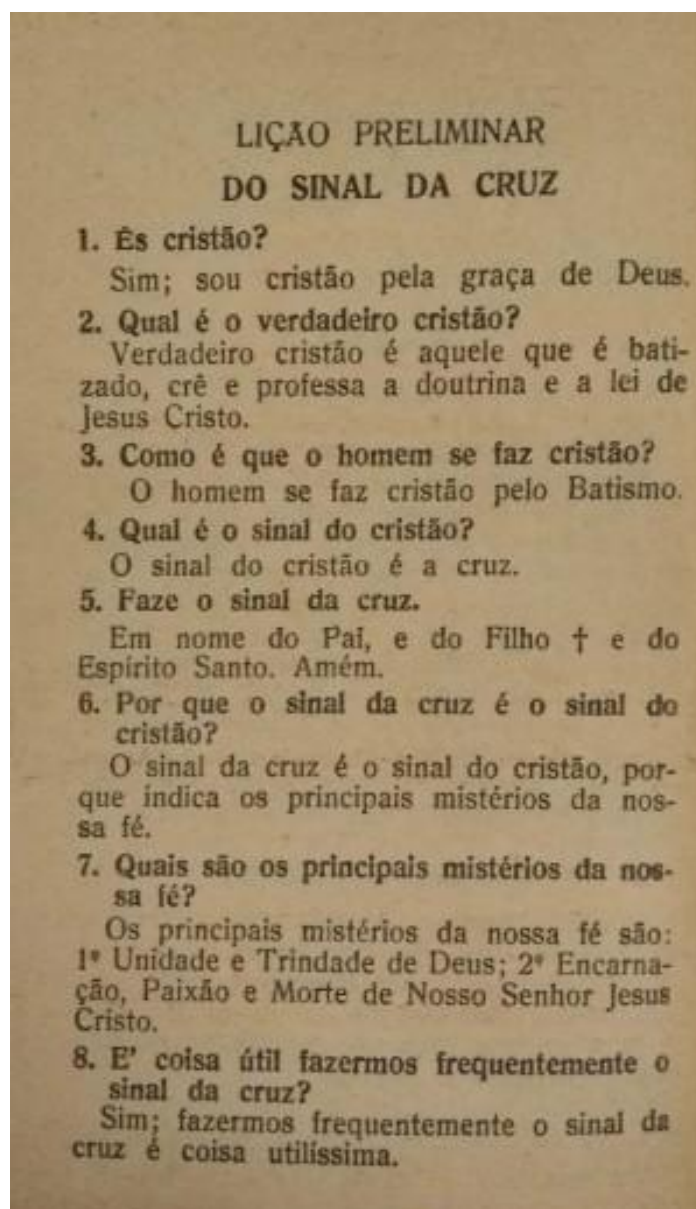 LIÇÃO PRELIMINAR
DO SINAL DA CRUZ
1. És cristão?
Sim; sou cristão pela graça de Deus.
2. Qual é o verdadeiro cristão?
Verdadeiro cristão é aquele que é bati-
zado, crê e professa a doutrina e a lei de
Jesus Cristo.
3. Como é que o homem se faz cristão?
O homem se faz cristão pelo Batismo.
4. Qual é o sinal do cristão?
O sinal do cristão é a cruz.
5. Faze o sinal da cruz.
Em nome do Pai, e do Filho † e do
Espírito Santo. Amém.
6. Por que o sinal da cruz é o sinal do
cristão?
O sinal da cruz é o sinal do cristão, por-
que indica os principais mistérios da nos-
sa fé.
7. Quais são os principais mistérios da nos-
sa fé?
Os principais mistérios da nossa fé são:
1º Unidade e Trindade de Deus; 2º Encarna-
ção, Paixão e Morte de Nosso Senhor Jesus
Cristo.
8. E' coisa útil fazermos frequentemente o
sinal da cruz?
Sim; fazermos frequentemente o sinal da
cruz é coisa utilíssima.